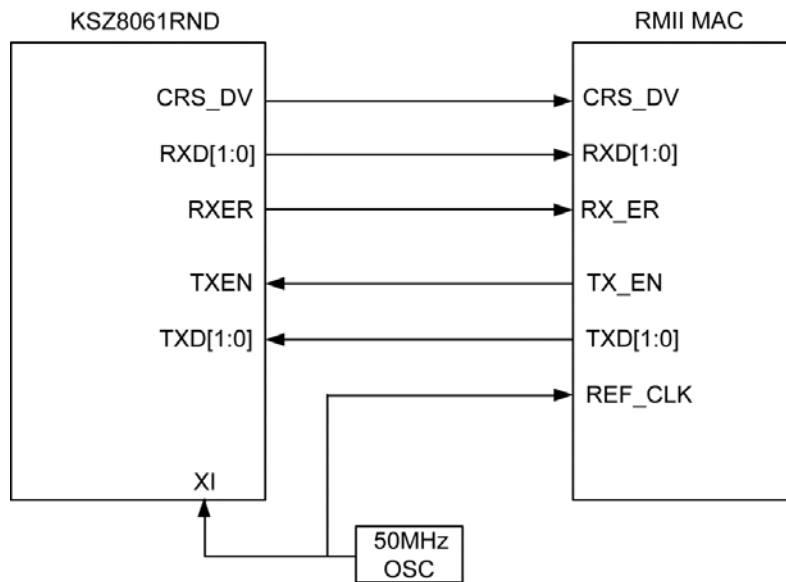 KSZ8061RND
RMII MAC
CRS_DV
CRS_DV
RXD[1:0]
RXD[1:0]
RXER
RX_ER
TXEN
TX_EN
TXD[1:0]
TXD[1:0]
REF_CLK
XI
50MHz
OSC